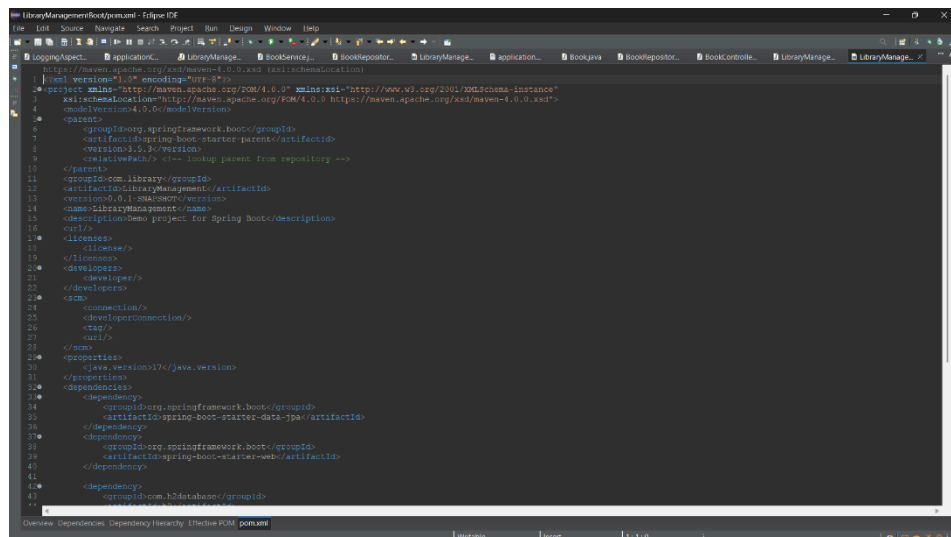 LibraryManagementBoot/pom.xml - Eclipse IDE
File Edit Source Navigate Search Project Run Design Window Help
LoggingAspect... applicationC... LibraryManage... BookService.j... BookRepositor... LibraryManage... application... Book.java BookRepositor... BookControlle... LibraryManage... LibraryManage...
https://maven.apache.org/xsd/maven-4.0.0.xsd (xsi:schemaLocation)
1 <?xml version="1.0" encoding="UTF-8"?>
2 <project xmlns="http://maven.apache.org/POM/4.0.0" xmlns:xsi="http://www.w3.org/2001/XMLSchema-instance"
3 xsi:schemaLocation="http://maven.apache.org/POM/4.0.0 https://maven.apache.org/xsd/maven-4.0.0.xsd">
4 <modelVersion>4.0.0</modelVersion>
5 <parent>
6 <groupId>org.springframework.boot</groupId>
7 <artifactId>spring-boot-starter-parent</artifactId>
8 <version>3.5.3</version>
9 <relativePath/> <!-- lookup parent from repository -->
10 </parent>
11 <groupId>com.library</groupId>
12 <artifactId>LibraryManagement</artifactId>
13 <version>0.0.1-SNAPSHOT</version>
14 <name>LibraryManagement</name>
15 <description>Demo project for Spring Boot</description>
16 <url/>
17 <licenses>
18 <license/>
19 </licenses>
20 <developers>
21 <developer/>
22 </developers>
23 <scm>
24 <connection/>
25 <developerConnection/>
26 <tag/>
27 <url/>
28 </scm>
29 <properties>
30 <java.version>17</java.version>
31 </properties>
32 <dependencies>
33 <dependency>
34 <groupId>org.springframework.boot</groupId>
35 <artifactId>spring-boot-starter-data-jpa</artifactId>
36 </dependency>
37 <dependency>
38 <groupId>org.springframework.boot</groupId>
39 <artifactId>spring-boot-starter-web</artifactId>
40 </dependency>
41
42 <dependency>
43 <groupId>com.h2database</groupId>
Overview Dependencies Dependency Hierarchy Effective POM pom.xml
Writable Insert 1 : 1 : 0